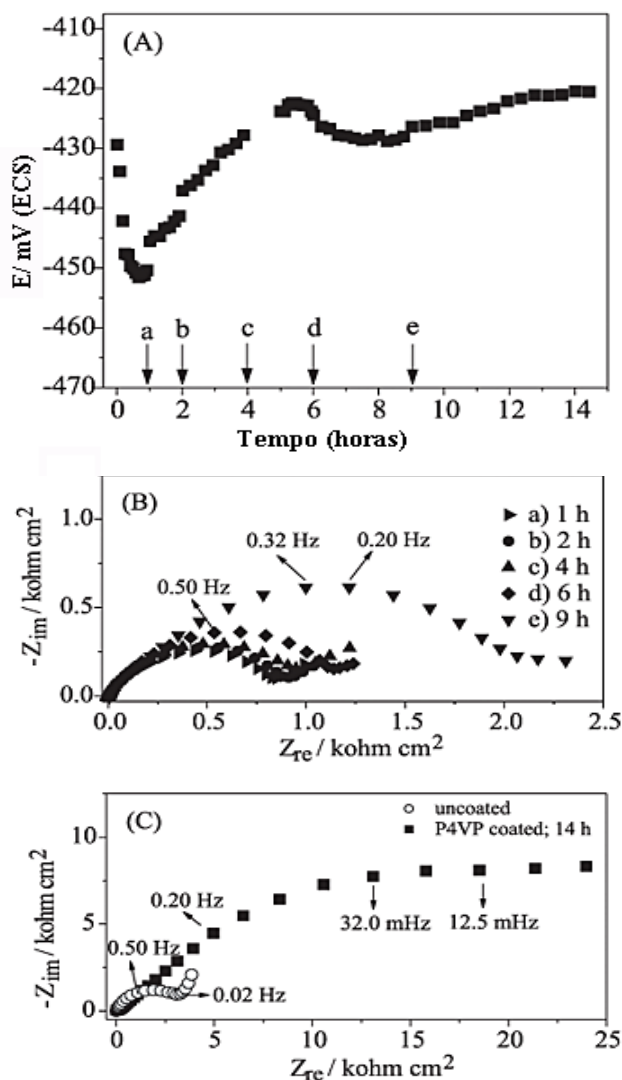 (A)
-410
-420
-430
-440
-450
-460
-470
E/ mV (ECS)
a b c d e
0 2 4 6 8 10 12 14
Tempo (horas)
(B)
1.0
0.5
0.0
-Zim / kohm cm2
0.50 Hz
0.32 Hz
0.20 Hz
a) 1 h
b) 2 h
c) 4 h
d) 6 h
e) 9 h
0.0 0.5 1.0 1.5 2.0 2.5
Zre / kohm cm2
(C)
10
5
0
-Zim / kohm cm2
uncoated
P4VP coated; 14 h
0.20 Hz
0.50 Hz
0.02 Hz
32.0 mHz
12.5 mHz
0 5 10 15 20 25
Zre / kohm cm2